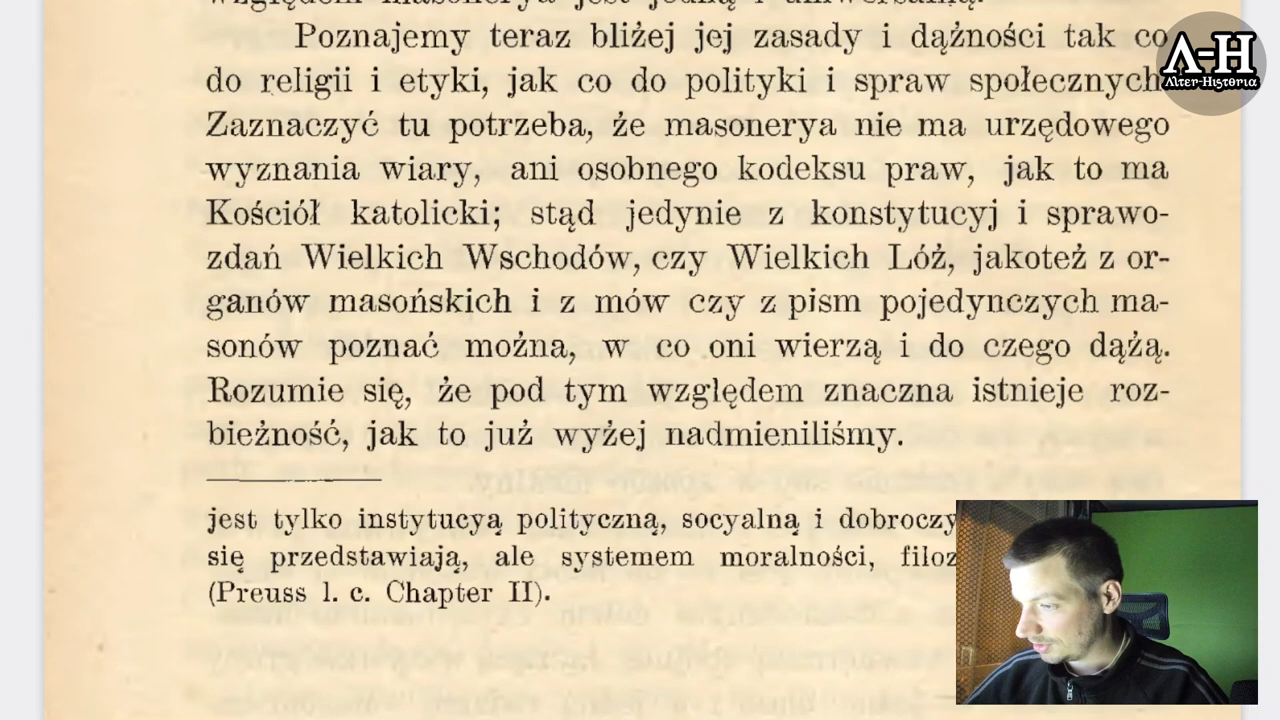 względem masonerya jest jedną i uniwersalną.
Poznajemy teraz bliżej jej zasady i dążności tak co
do religii i etyki, jak co do polityki i spraw społecznych.
Zaznaczyć tu potrzeba, że masonerya nie ma urzędowego
wyznania wiary, ani osobnego kodeksu praw, jak to ma
Kościół katolicki; stąd jedynie z konstytucyj i sprawo-
zdań Wielkich Wschodów, czy Wielkich Lóż, jakoteż z or-
ganów masońskich i z mów czy z pism pojedynczych ma-
sonów poznać można, w co oni wierzą i do czego dążą.
Rozumie się, że pod tym względem znaczna istnieje roz-
bieżność, jak to już wyżej nadmieniliśmy.
jest tylko instytucyą polityczną, socyalną i dobroczy
się przedstawiają, ale systemem moralności, filoz
(Preuss l. c. Chapter II).
A-H
Alter-Historia